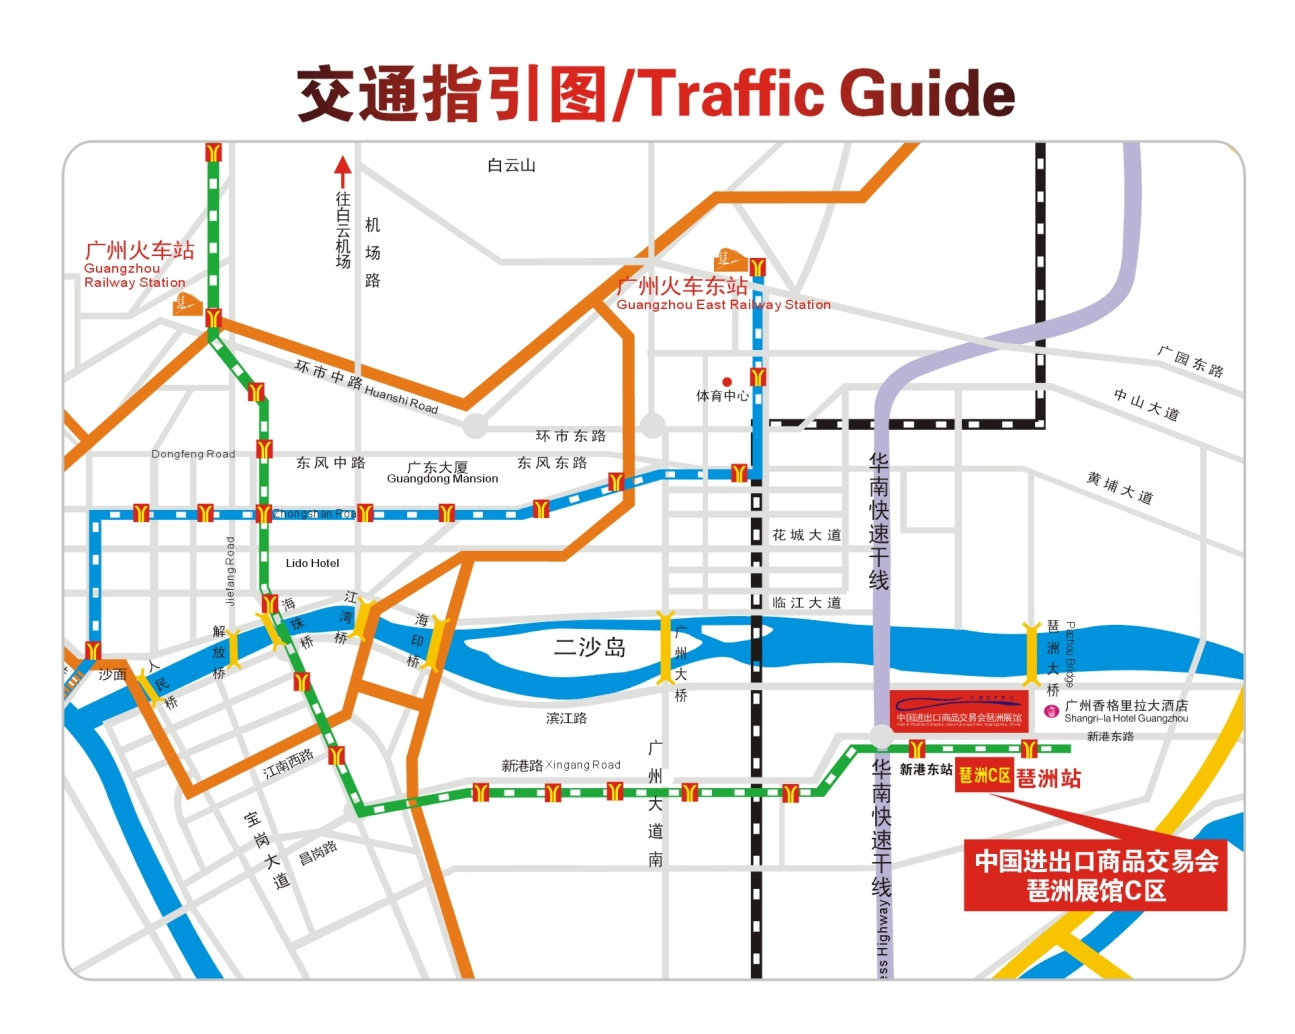 交通指引图/Traffic Guide
白云山
往白云机场
机场路
广州火车站
Guangzhou
Railway Station
广州火车东站
Guangzhou East Railway Station
广园东路
环市中路 Huanshi Road
体育中心
中山大道
环市东路
Dongfeng Road
东风中路
广东大厦
Guangdong Mansion
东风东路
华南快速干线
黄埔大道
Zhongshan Roa
花城大道
Jiefang Road
Lido Hotel
临江大道
海珠桥
江湾桥
海印桥
解放桥
人民桥
沙面
二沙岛
广州大桥
琶洲大桥
Pazhou Bridge
中国进出口商品交易会琶洲展馆
广州香格里拉大酒店
Shangri-la Hotel Guangzhou
滨江路
新港东路
江南西路
新港路 Xingang Road
广州大道南
新港东站
琶洲C区
琶洲站
华南快速干线
ss Highway
宝岗大道
昌岗路
中国进出口商品交易会
琶洲展馆C区